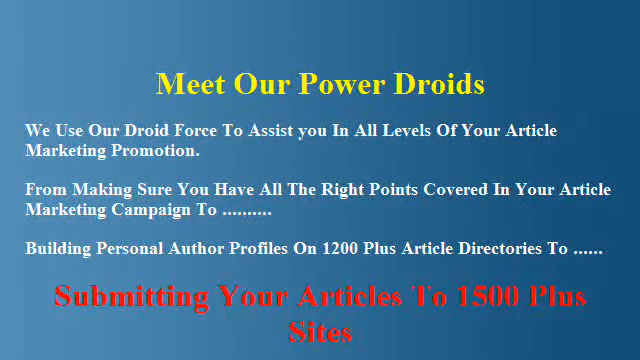 Meet Our Power Droids
We Use Our Droid Force To Assist you In All Levels Of Your Article
Marketing Promotion.
From Making Sure You Have All The Right Points Covered In Your Article
Marketing Campaign To ..........
Building Personal Author Profiles On 1200 Plus Article Directories To ......
Submitting Your Articles To 1500 Plus
Sites